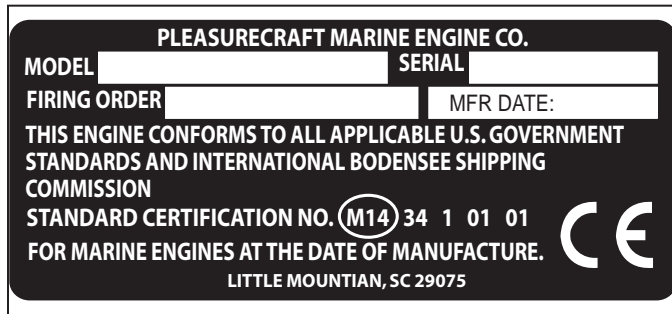 PLEASURECRAFT MARINE ENGINE CO.
MODEL SERIAL
FIRING ORDER MFR DATE:
THIS ENGINE CONFORMS TO ALL APPLICABLE U.S. GOVERNMENT
STANDARDS AND INTERNATIONAL BODENSEE SHIPPING
COMMISSION
STANDARD CERTIFICATION NO. M14 34 1 01 01
FOR MARINE ENGINES AT THE DATE OF MANUFACTURE.
CE
LITTLE MOUNTIAN, SC 29075